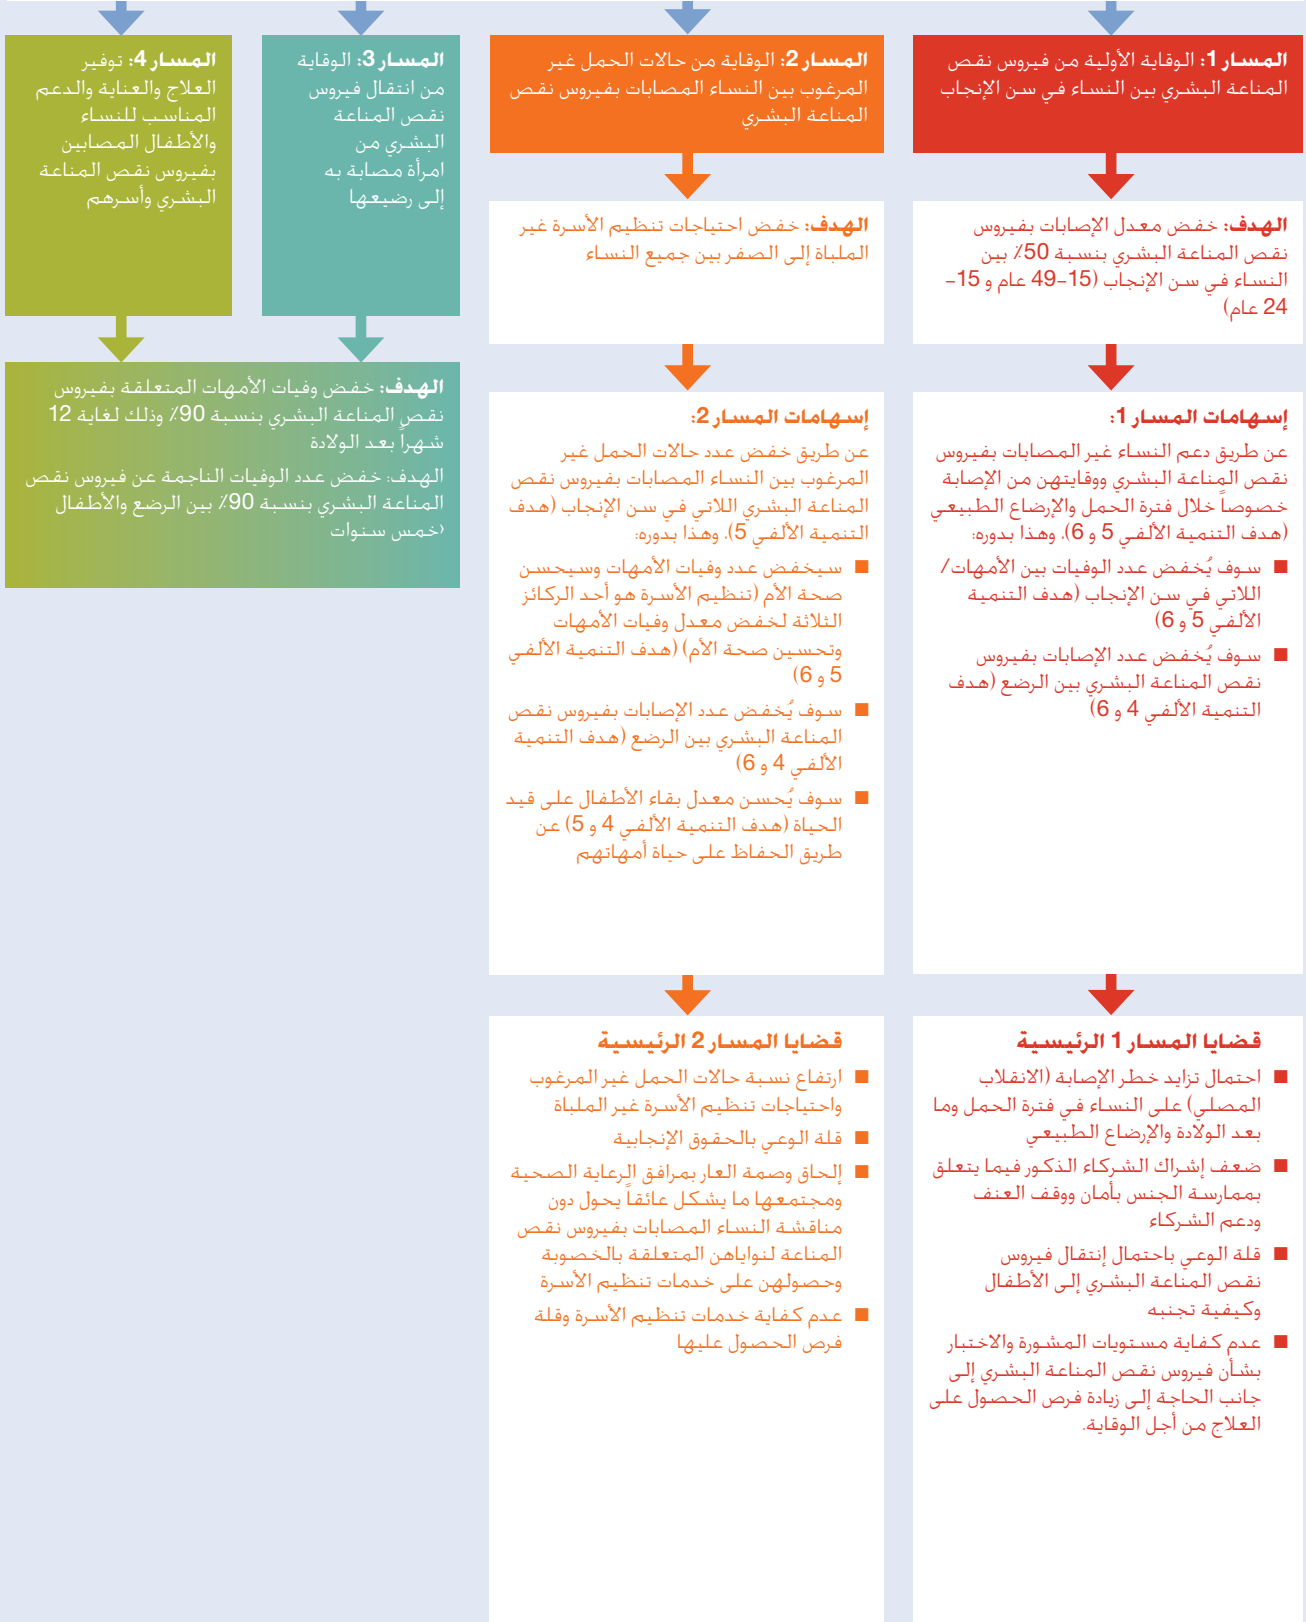 المسار 1: الوقاية الأولية من فيروس نقص
المناعة البشري بين النساء في سن الإنجاب
الهدف: خفض معدل الإصابات بفيروس
نقص المناعة البشري بنسبة 50٪ بين
النساء في سن الإنجاب (15–49 عام و 15–
24 عام)
إسهامات المسار 1:
عن طريق دعم النساء غير المصابات بفيروس
نقص المناعة البشري ووقايتهن من الإصابة
خصوصاً خلال فترة الحمل والإرضاع الطبيعي
(هدف التنمية الألفي 5 و 6). وهذا بدوره:
■ سوف يُخفض عدد الوفيات بين الأمهات/
اللاتي في سن الإنجاب (هدف التنمية
الألفي 5 و 6)
■ سوف يُخفض عدد الإصابات بفيروس
نقص المناعة البشري بين الرضع (هدف
التنمية الألفي 4 و 6)
قضايا المسار 1 الرئيسية
■ احتمال تزايد خطر الإصابة (الانقلاب
المصلي) على النساء في فترة الحمل وما
بعد الولادة والإرضاع الطبيعي
■ ضعف إشراك الشركاء الذكور فيما يتعلق
بممارسة الجنس بأمان ووقف العنف
ودعم الشركاء
■ قلة الوعي باحتمال إنتقال فيروس
نقص المناعة البشري إلى الأطفال
وكيفية تجنبه
■ عدم كفاية مستويات المشورة والاختبار
بشأن فيروس نقص المناعة البشري إلى
جانب الحاجة إلى زيادة فرص الحصول على
العلاج من أجل الوقاية.
المسار 2: الوقاية من حالات الحمل غير
المرغوب بين النساء المصابات بفيروس نقص
المناعة البشري
الهدف: خفض احتياجات تنظيم الأسرة غير
الملباة إلى الصفر بين جميع النساء
إسهامات المسار 2:
عن طريق خفض عدد حالات الحمل غير
المرغوب بين النساء المصابات بفيروس نقص
المناعة البشري اللاتي في سن الإنجاب (هدف
التنمية الألفي 5). وهذا بدوره:
■ سيخفض عدد وفيات الأمهات وسيحسن
صحة الأم (تنظيم الأسرة هو أحد الركائز
الثلاثة لخفض معدل وفيات الأمهات
وتحسين صحة الأم) (هدف التنمية الألفي
5 و 6)
■ سوف يُخفض عدد الإصابات بفيروس نقص
المناعة البشري بين الرضع (هدف التنمية
الألفي 4 و 6)
■ سوف يُحسن معدل بقاء الأطفال على قيد
الحياة (هدف التنمية الألفي 4 و 5) عن
طريق الحفاظ على حياة أمهاتهم
قضايا المسار 2 الرئيسية
■ ارتفاع نسبة حالات الحمل غير المرغوب
واحتياجات تنظيم الأسرة غير الملباة
■ قلة الوعي بالحقوق الإنجابية
■ إلحاق وصمة العار بمرافق الرعاية الصحية
ومجتمعها ما يشكل عائقاً يحول دون
مناقشة النساء المصابات بفيروس نقص
المناعة لنواياهن المتعلقة بالخصوبة
وحصولهن على خدمات تنظيم الأسرة
■ عدم كفاية خدمات تنظيم الأسرة وقلة
فرص الحصول عليها
المسار 3: الوقاية
من انتقال فيروس
نقص المناعة
البشري من
امرأة مصابة به
إلى رضيعها
المسار 4: توفير
العلاج والعناية والدعم
المناسب للنساء
والأطفال المصابين
بفيروس نقص المناعة
البشري وأسرهم
الهدف: خفض وفيات الأمهات المتعلقة بفيروس
نقص المناعة البشري بنسبة 90٪ وذلك لغاية 12
شهراً بعد الولادة
الهدف: خفض عدد الوفيات الناجمة عن فيروس نقص
المناعة البشري بنسبة 90٪ بين الرضع والأطفال
>خمس سنوات